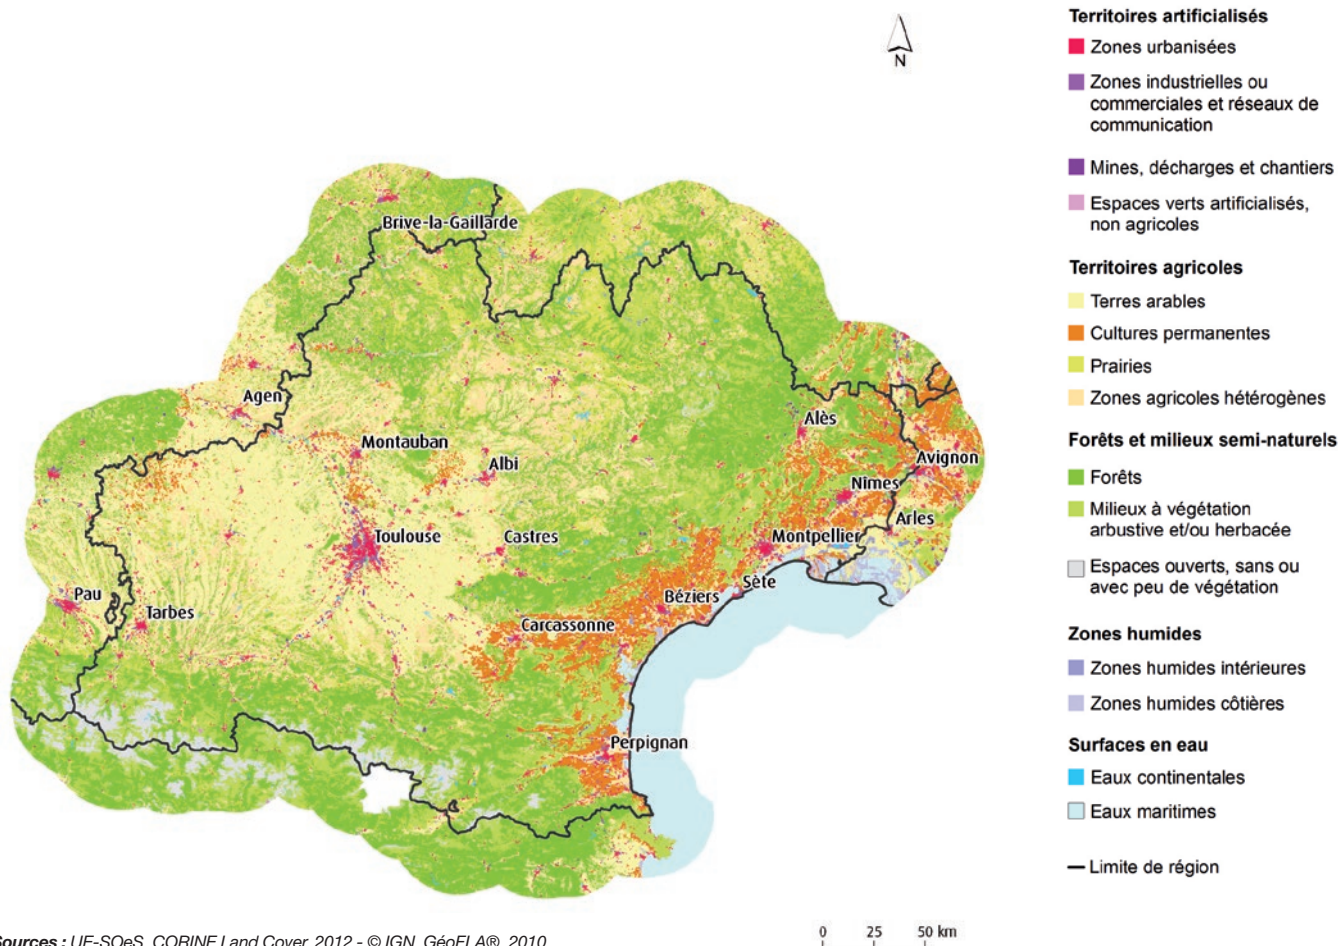 N
Territoires artificialisés
Zones urbanisées
Zones industrielles ou
commerciales et réseaux de
communication
Mines, décharges et chantiers
Espaces verts artificialisés,
non agricoles
Territoires agricoles
Terres arables
Cultures permanentes
Prairies
Zones agricoles hétérogènes
Forêts et milieux semi-naturels
Forêts
Milieux à végétation
arbustive et/ou herbacée
Espaces ouverts, sans ou
avec peu de végétation
Zones humides
Zones humides intérieures
Zones humides côtières
Surfaces en eau
Eaux continentales
Eaux maritimes
Limite de région
Brive-la-Gaillarde
Agen
Montauban
Albi
Alès
Avignon
Nîmes
Arles
Toulouse
Castres
Montpellier
Sète
Béziers
Pau
Tarbes
Carcassonne
Perpignan
0 25 50 km
Sources : UE-SOeS, CORINE Land Cover, 2012 - © IGN, GéoFLA®, 2010